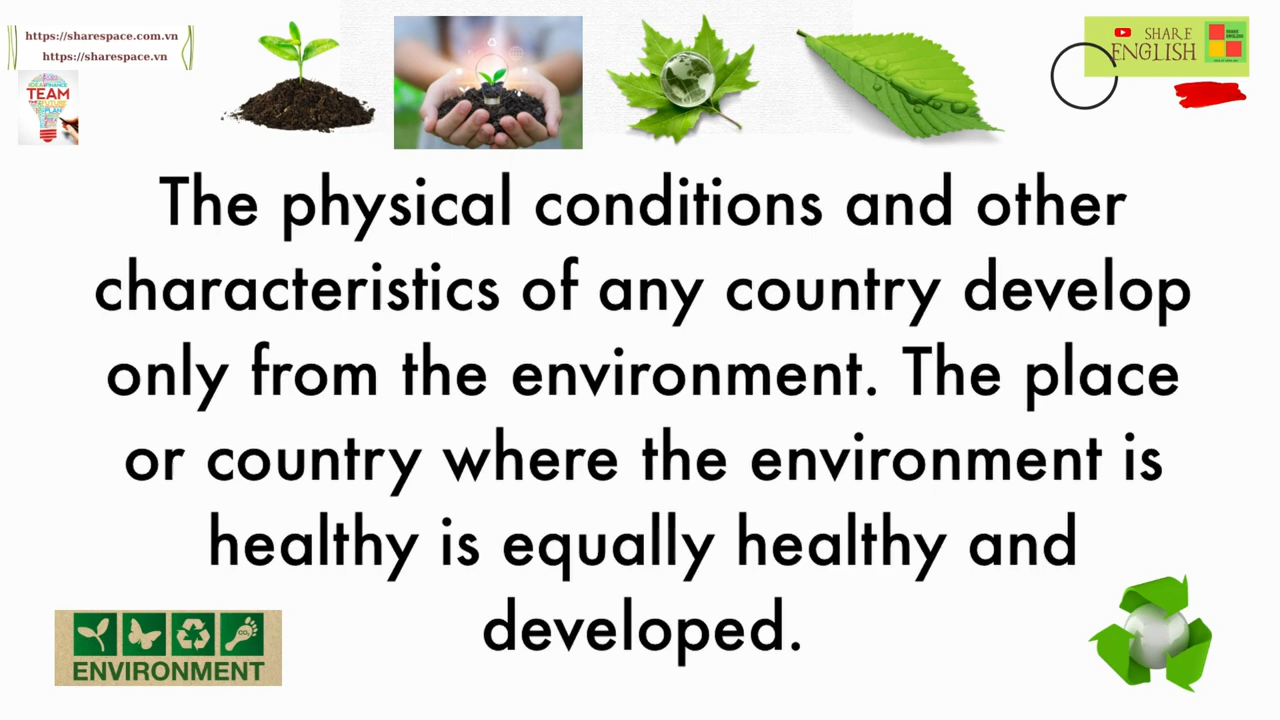 https://sharespace.com.vn
https://sharespace.vn
TEAM
PLAN
SHARE
ENGLISH
The physical conditions and other
characteristics of any country develop
only from the environment. The place
or country where the environment is
healthy is equally healthy and
developed.
CO₂
ENVIRONMENT